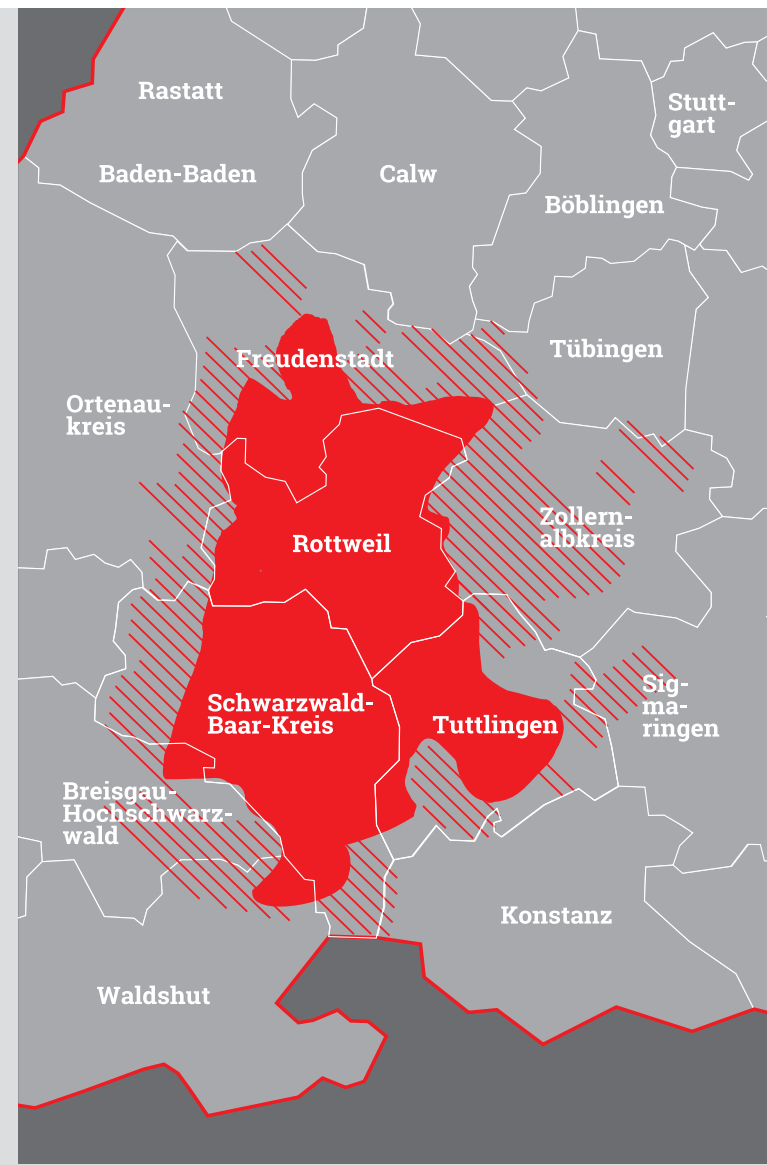 Rastatt
Stutt-
gart
Baden-Baden
Calw
Böblingen
Tübingen
Freudenstadt
Ortenau-
kreis
Zollern-
albkreis
Rottweil
Sig-
ma-
ringen
Schwarzwald-
Baar-Kreis
Tuttlingen
Breisgau-
Hochschwarz-
wald
Konstanz
Waldshut